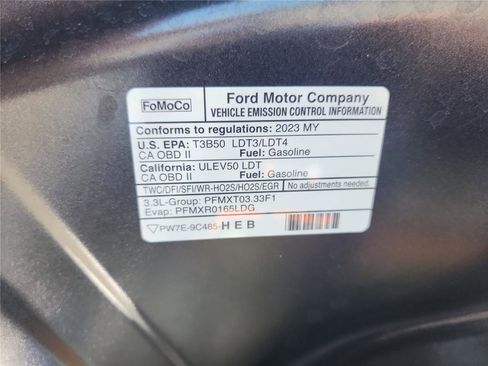 FoMoCo
Ford Motor Company
VEHICLE EMISSION CONTROL INFORMATION
Conforms to regulations: 2023 MY
U.S. EPA: T3B50 LDT3/LDT4
CA OBD II Fuel: Gasoline
California: ULEV50 LDT
CA OBD II Fuel: Gasoline
TWC/DFI/SFI/WR-HO2S/HO2S/EGR No adjustments needed.
3.3L-Group: PFMXT03.33F1
Evap: PFMXR0165LDG
PW7E-9C485-HEB